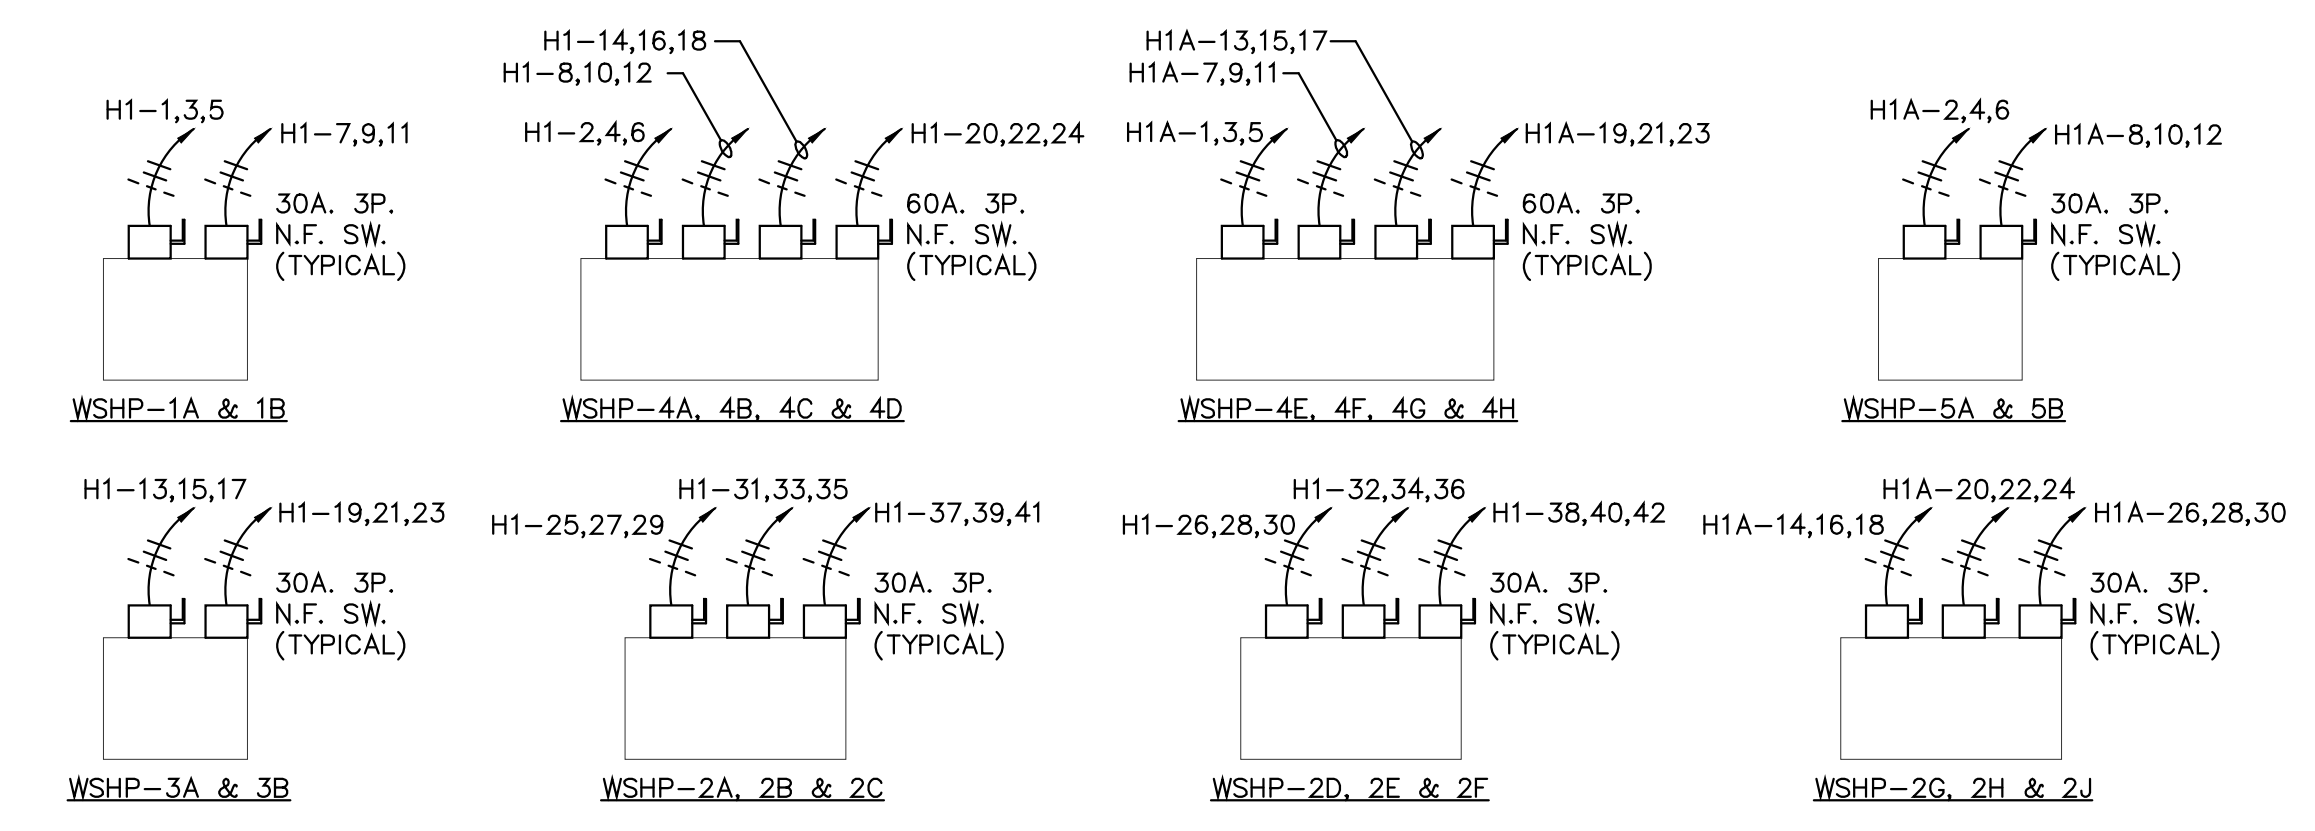 H1-1,3,5
H1-7,9,11
30A. 3P.
N.F. SW.
(TYPICAL)
WSHP-1A & 1B
H1-14,16,18
H1-8,10,12
H1-2,4,6
H1-20,22,24
60A. 3P.
N.F. SW.
(TYPICAL)
WSHP-4A, 4B, 4C & 4D
H1A-13,15,17
H1A-7,9,11
H1A-1,3,5
H1A-19,21,23
60A. 3P.
N.F. SW.
(TYPICAL)
WSHP-4E, 4F, 4G & 4H
H1A-2,4,6
H1A-8,10,12
30A. 3P.
N.F. SW.
(TYPICAL)
WSHP-5A & 5B
H1-13,15,17
H1-19,21,23
30A. 3P.
N.F. SW.
(TYPICAL)
WSHP-3A & 3B
H1-31,33,35
H1-25,27,29
H1-37,39,41
30A. 3P.
N.F. SW.
(TYPICAL)
WSHP-2A, 2B & 2C
H1-32,34,36
H1-26,28,30
H1-38,40,42
30A. 3P.
N.F. SW.
(TYPICAL)
WSHP-2D, 2E & 2F
H1A-20,22,24
H1A-14,16,18
H1A-26,28,30
30A. 3P.
N.F. SW.
(TYPICAL)
WSHP-2G, 2H & 2J